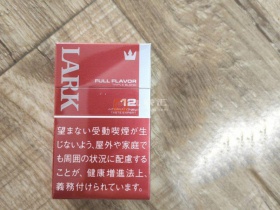 LARK
FULL FLAVOR
12
望まない受動喫煙が生
じないよう、屋外や家庭で
も周囲の状況に配慮する
ことが、健康増進法上、
義務付けられています。